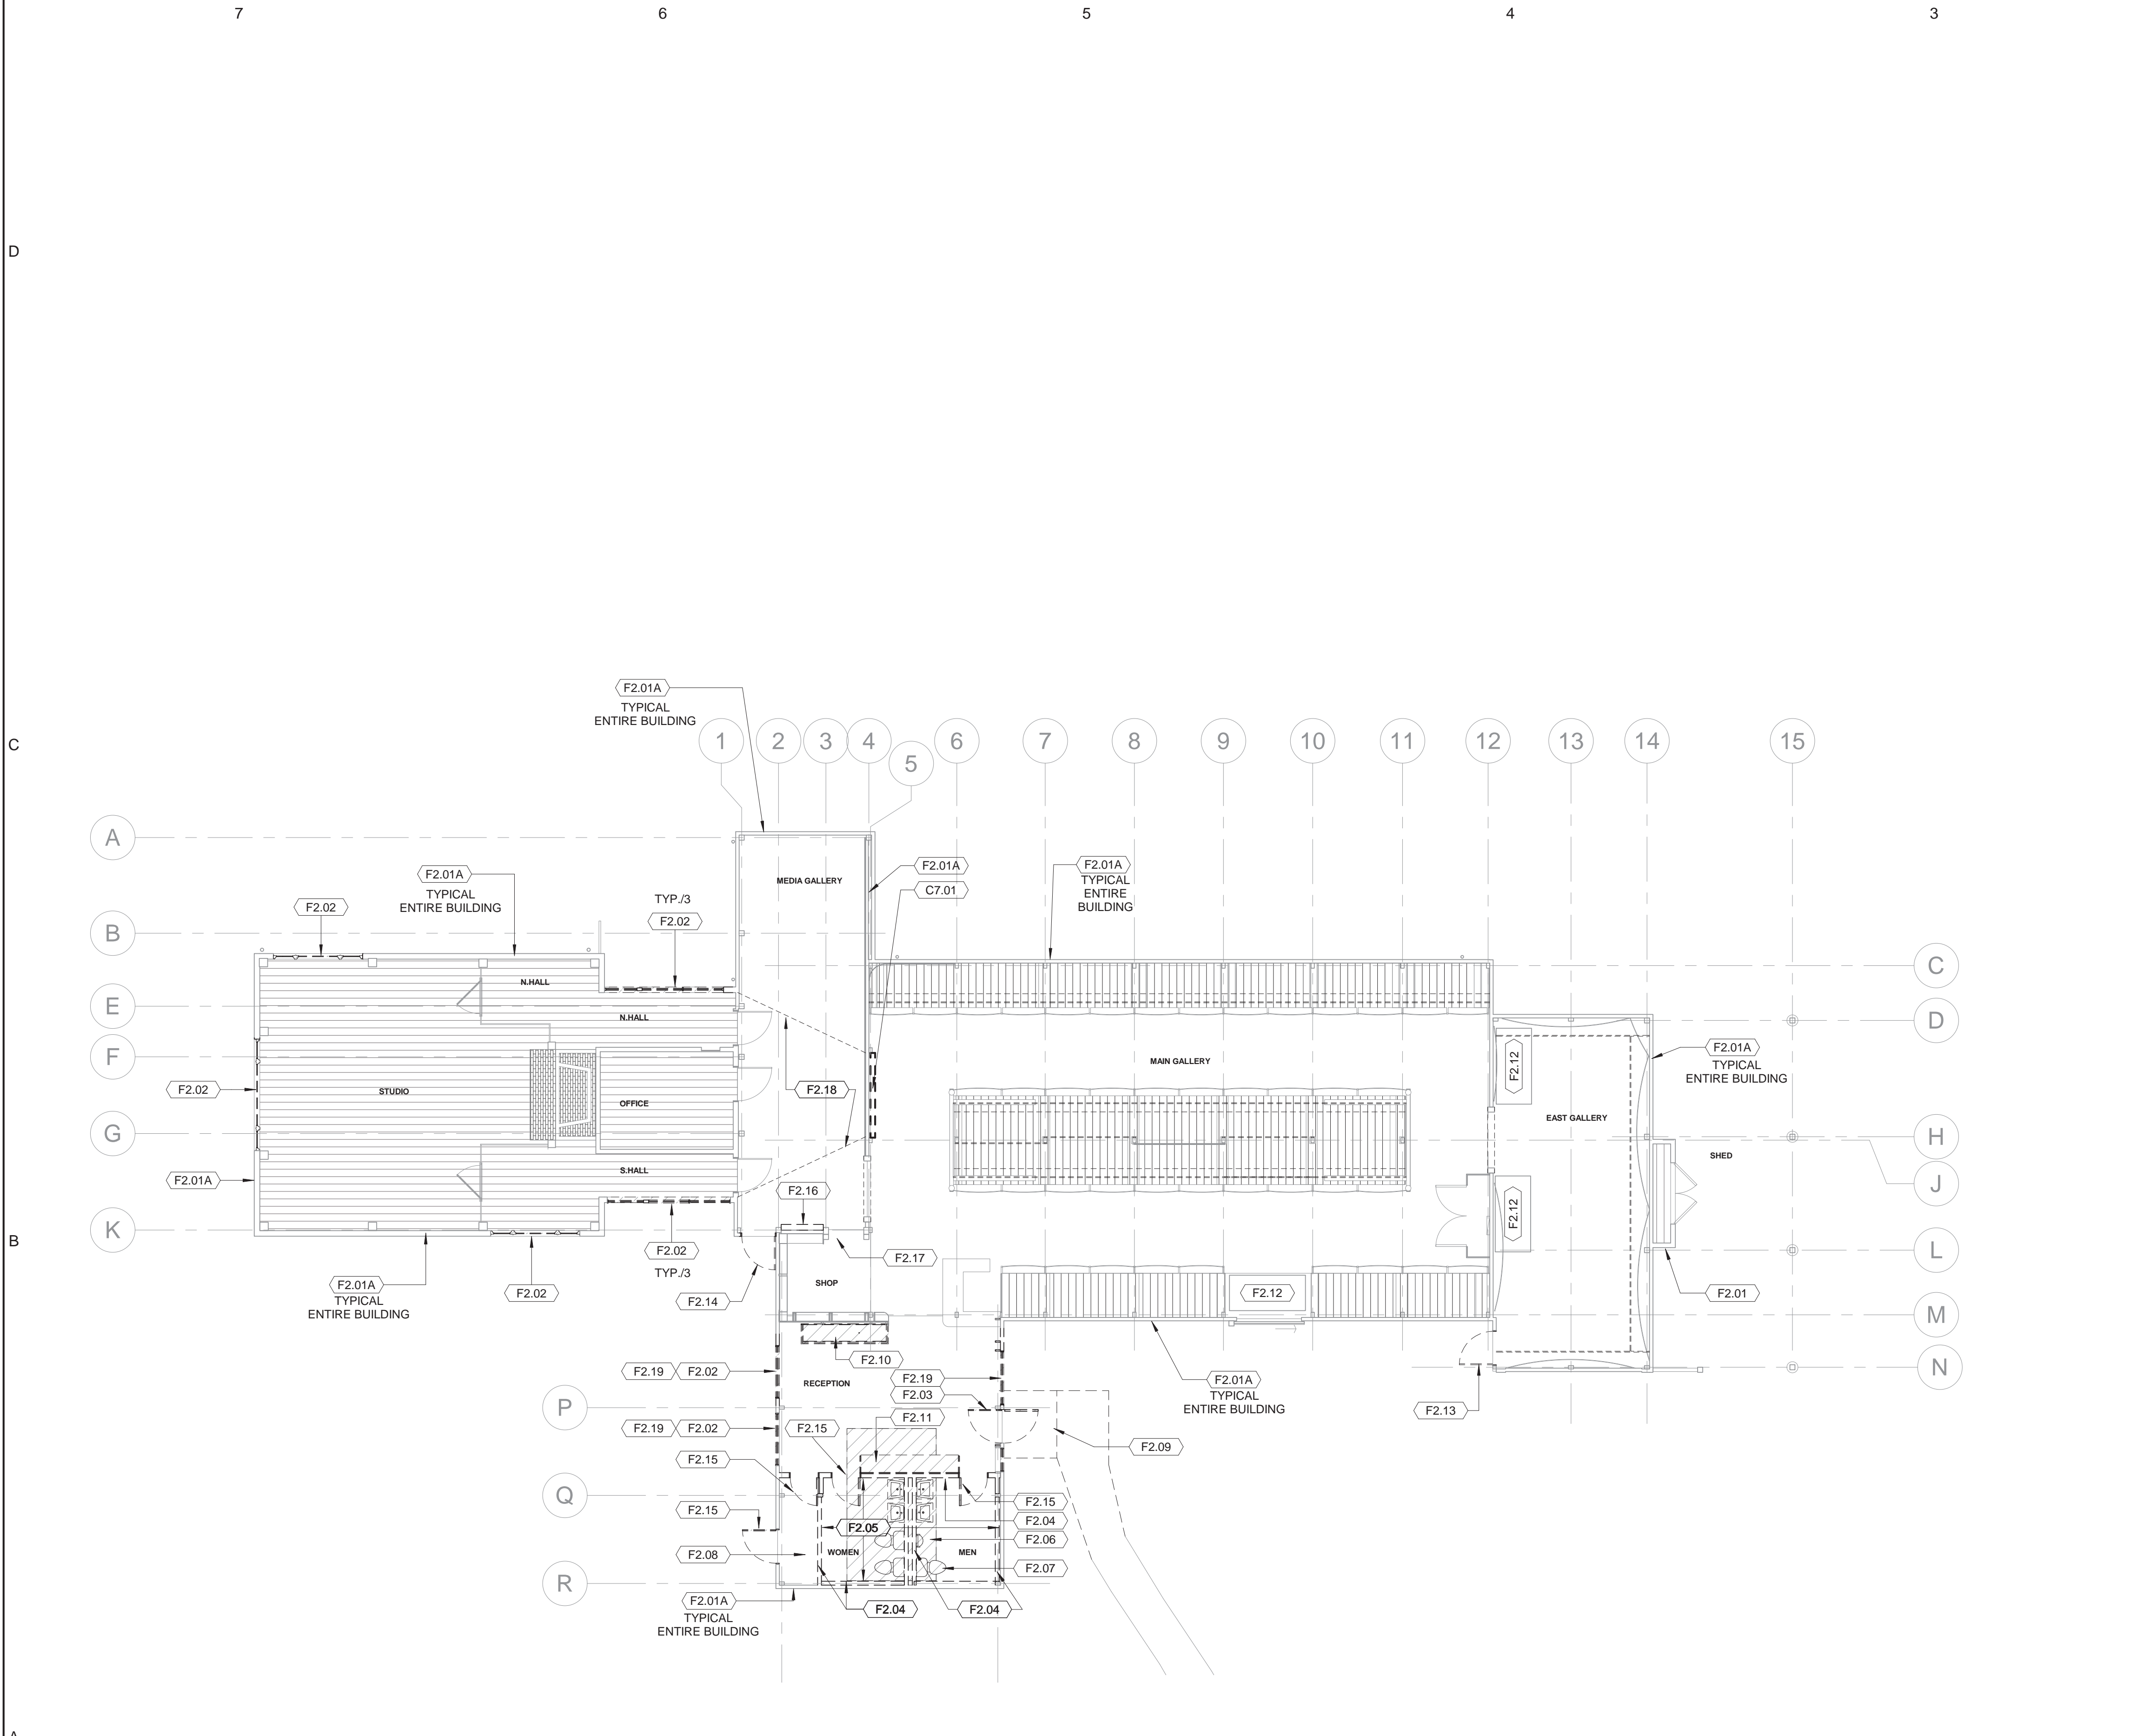 7 6 5 4 3
D
F2.01A
TYPICAL
ENTIRE BUILDING
C
1 2 3 4 5 6 7 8 9 10 11 12 13 14 15
A
F2.01A
TYPICAL
ENTIRE BUILDING
MEDIA GALLERY
F2.01A
F2.01A
TYPICAL
ENTIRE
BUILDING
C7.01
TYP./3
F2.02
F2.02
B
C
N.HALL
E
N.HALL
D
F
F2.12
F2.01A
TYPICAL
ENTIRE BUILDING
MAIN GALLERY
F2.02
STUDIO
OFFICE
F2.18
EAST GALLERY
G
H
SHED
S.HALL
F2.01A
J
F2.16
F2.12
K
B
F2.02
TYP./3
F2.17
L
F2.01A
TYPICAL
ENTIRE BUILDING
F2.02
SHOP
F2.14
F2.12
F2.01
M
F2.10
F2.19 F2.02
RECEPTION
F2.19
F2.03
F2.01A
TYPICAL
ENTIRE BUILDING
N
P
F2.11
F2.13
F2.19 F2.02
F2.15
F2.09
F2.15
Q
F2.15
F2.15
F2.04
F2.05
F2.06
F2.08
WOMEN
MEN
F2.07
R
F2.01A
TYPICAL
ENTIRE BUILDING
F2.04
F2.04
A